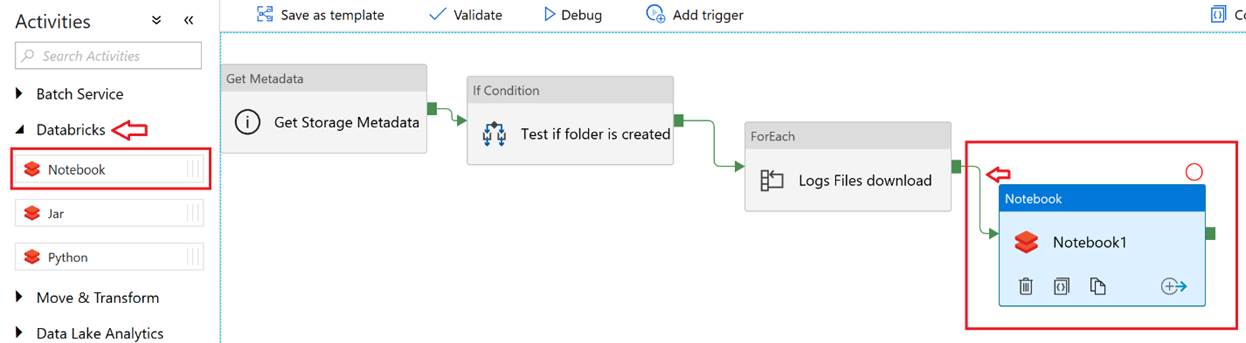 Activities
Search Activities
Batch Service
Databricks
Notebook
Jar
Python
Move & Transform
Data Lake Analytics
Save as template
Validate
Debug
Add trigger
Co
Get Metadata
Get Storage Metadata
If Condition
Test if folder is created
ForEach
Logs Files download
Notebook
Notebook1